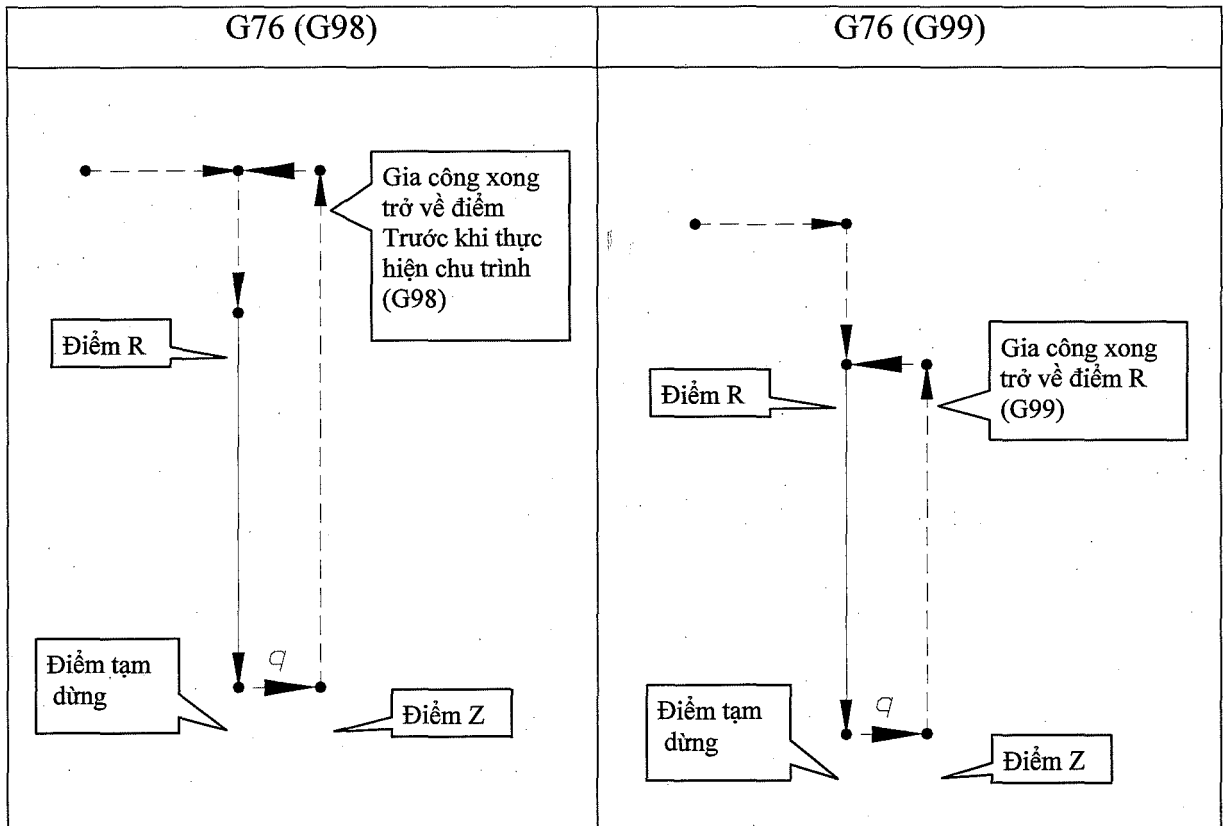 G76 (G98)
G76 (G99)
Gia công xong
trở về điểm
Trước khi thực
hiện chu trình
(G98)
Điểm R
Điểm tạm
dừng
q
Điểm Z
Gia công xong
trở về điểm R
(G99)
Điểm R
Điểm tạm
dừng
q
Điểm Z